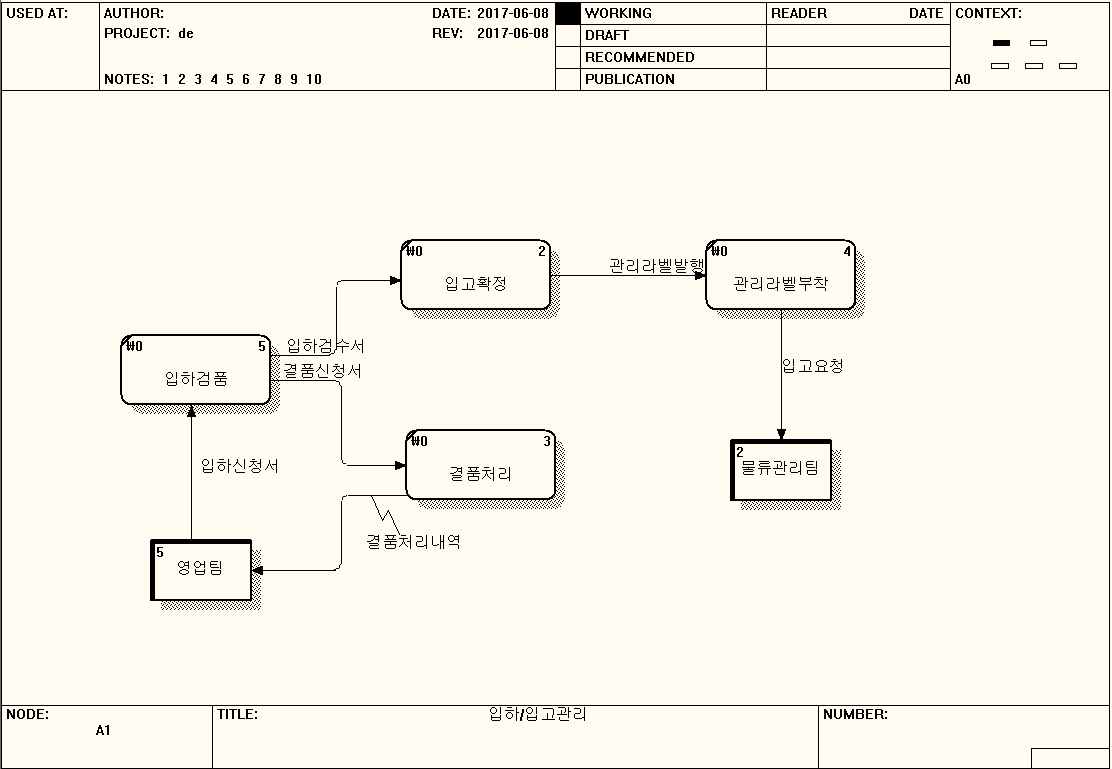 USED AT:
AUTHOR:
DATE: 2017-06-08
PROJECT: de
REV: 2017-06-08
NOTES: 1 2 3 4 5 6 7 8 9 10
WORKING
DRAFT
RECOMMENDED
PUBLICATION
READER
DATE
CONTEXT:
A0
₩0
2
입고확정
관리라벨발행
₩0
4
관리라벨부착
₩0
5
입하검품
입하검수서
결품신청서
입고요청
₩0
3
결품처리
2
물류관리팀
입하신청서
결품처리내역
5
영업팀
NODE:
A1
TITLE:
입하/입고관리
NUMBER: